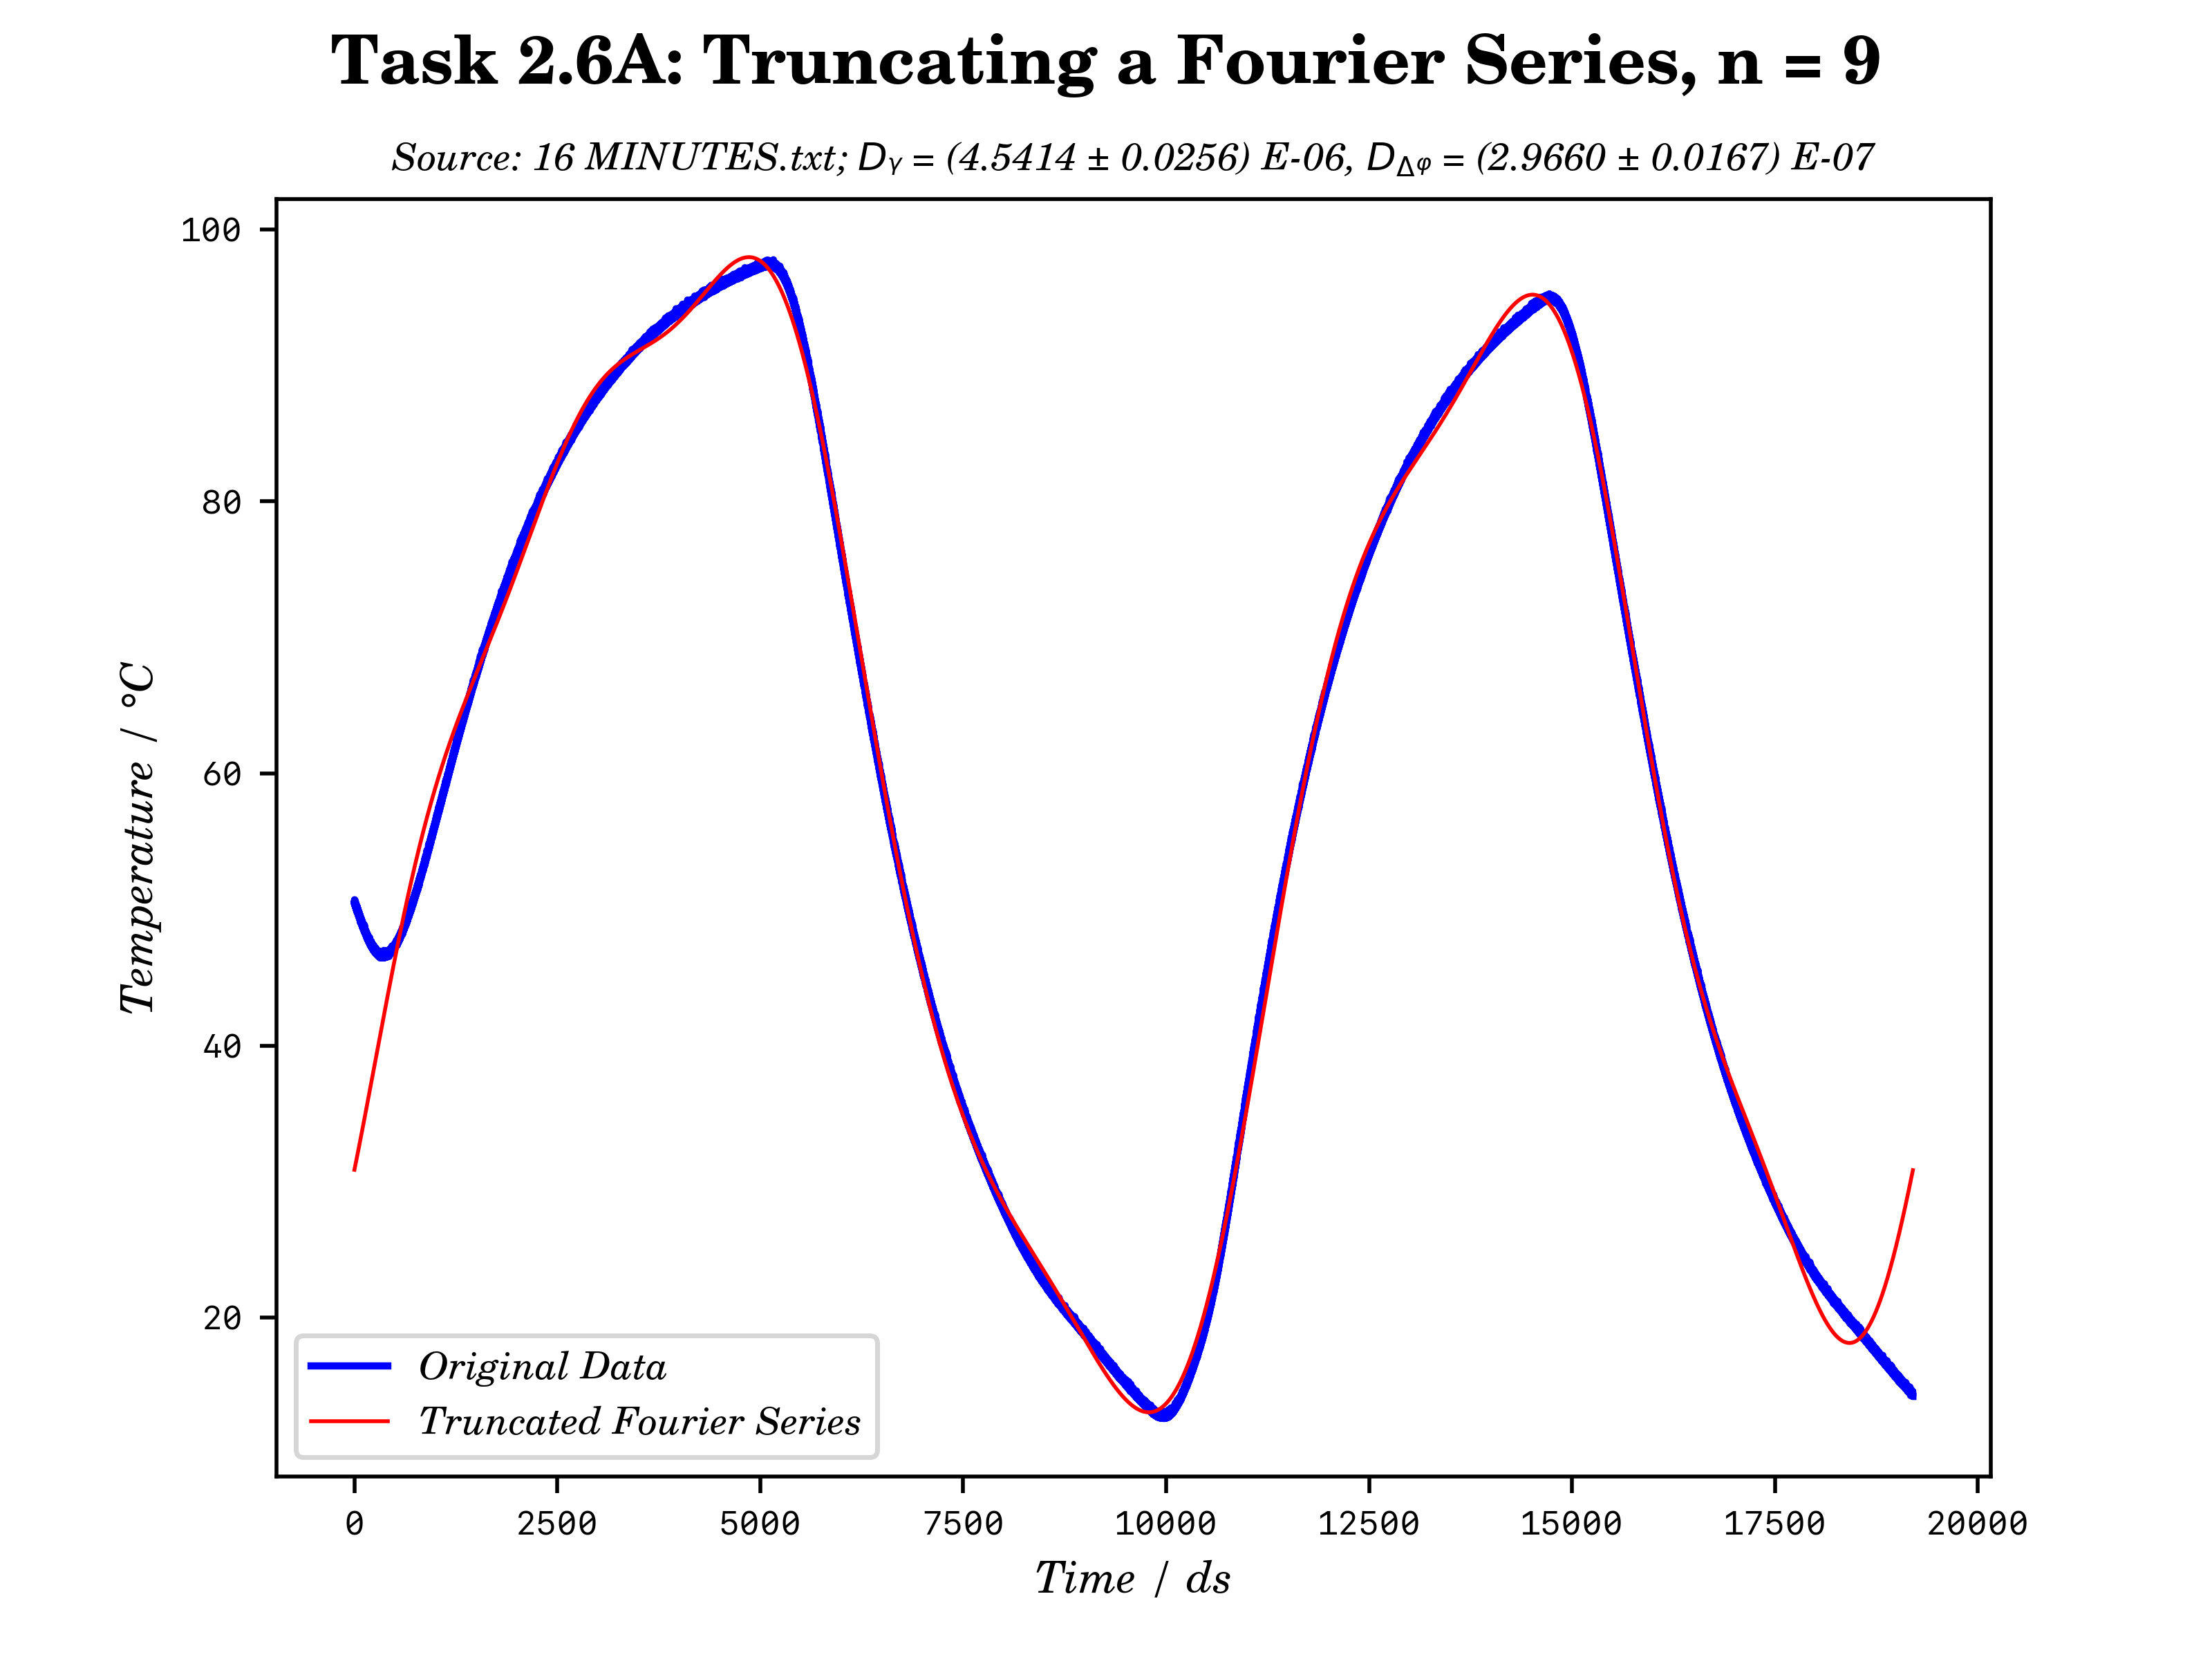 Task 2.6A: Truncating a Fourier Series, n = 9
Source: 16 MINUTES.txt; Dᵧ = (4.5414 ± 0.0256) E-06, D_Δφ = (2.9660 ± 0.0167) E-07
100
80
60
40
20
Temperature / °C
Original Data
Truncated Fourier Series
0 2500 5000 7500 10000 12500 15000 17500 20000
Time / ds